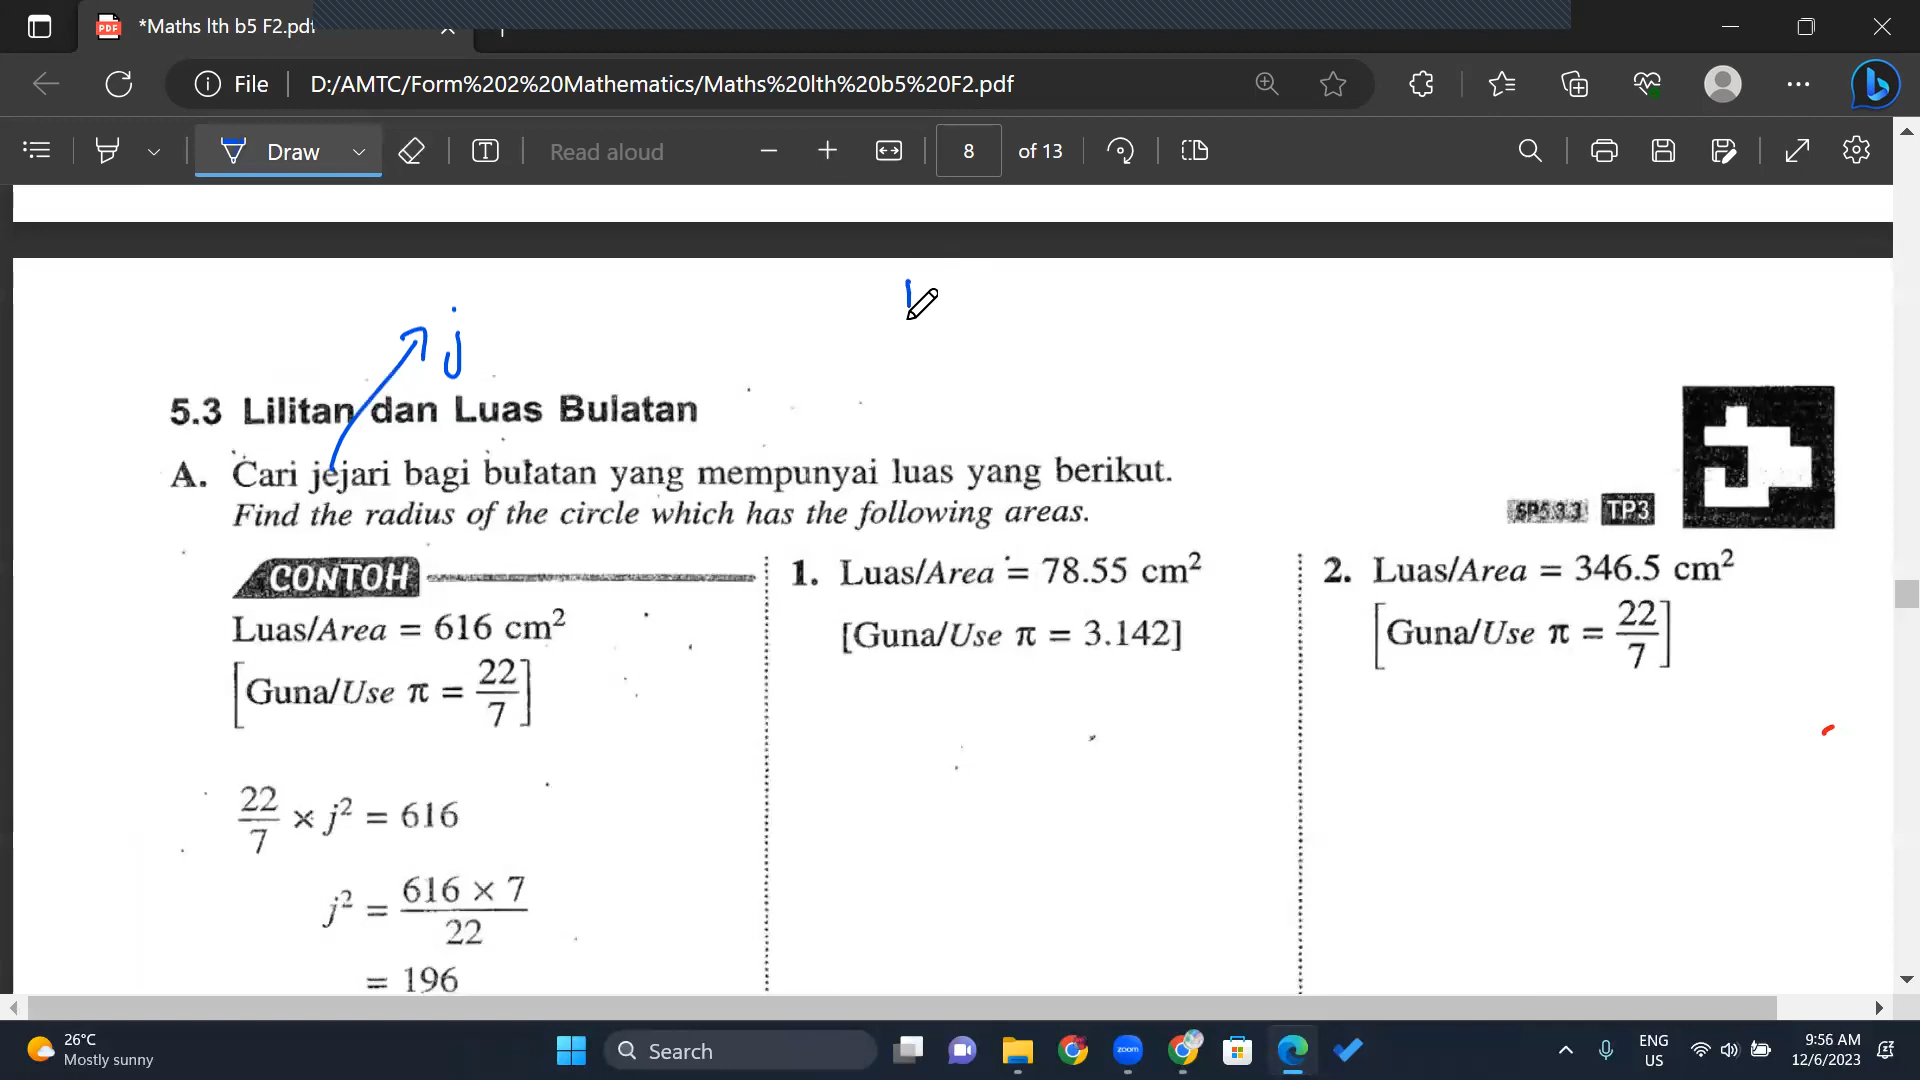 *Maths lth b5 F2.pdf
File
D:/AMTC/Form%202%20Mathematics/Maths%20lth%20b5%20F2.pdf
Draw
Read aloud
8 of 13
j
5.3 Lilitan dan Luas Bulatan
A. Cari jejari bagi bulatan yang mempunyai luas yang berikut.
Find the radius of the circle which has the following areas.
SP5.3.3 TP3
CONTOH
Luas/Area = 616 cm²
[Guna/Use π = 22/7]
22/7 × j² = 616
j² = 616 × 7/22
= 196
1. Luas/Area = 78.55 cm²
[Guna/Use π = 3.142]
2. Luas/Area = 346.5 cm²
[Guna/Use π = 22/7]
26°C
Mostly sunny
Search
zoom
ENG
US
9:56 AM
12/6/2023